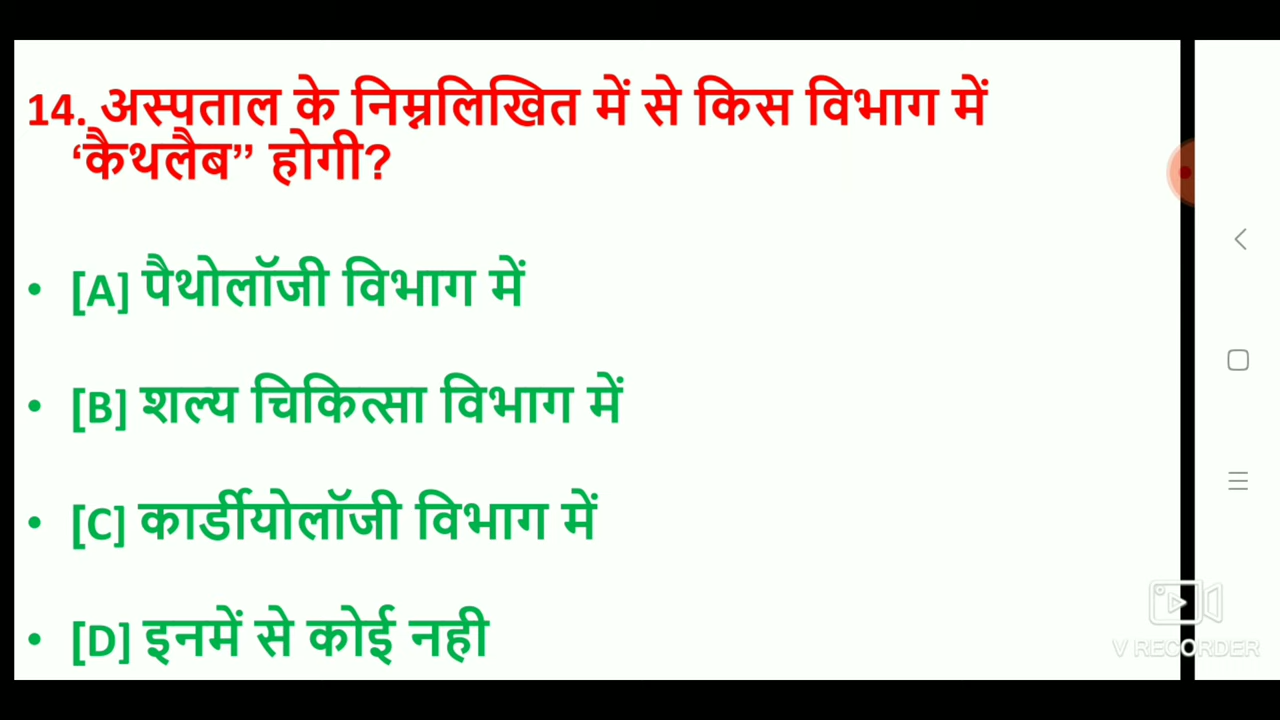 14. अस्पताल के निम्नलिखित में से किस विभाग में
‘कैथलैब” होगी?
• [A] पैथोलॉजी विभाग में
• [B] शल्य चिकित्सा विभाग में
• [C] कार्डीयोलॉजी विभाग में
• [D] इनमें से कोई नही
V RECORDER